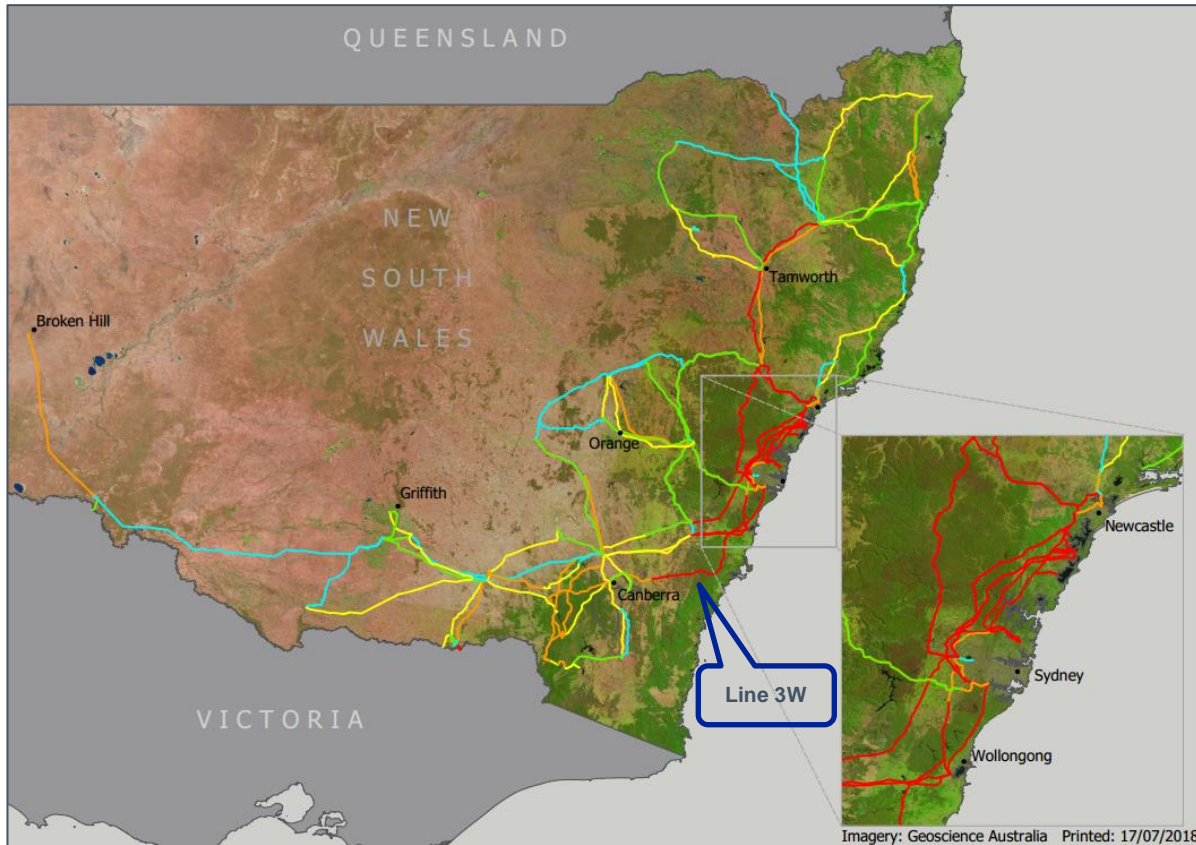 QUEENSLAND
NEW
SOUTH
WALES
Tamworth
Broken Hill
Orange
Griffith
Newcastle
Canberra
Sydney
Line 3W
VICTORIA
Wollongong
Imagery: Geoscience Australia Printed: 17/07/2018